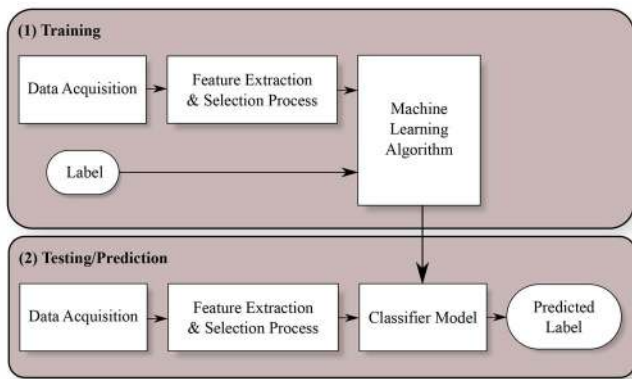 (1) Training
Data Acquisition
Feature Extraction
& Selection Process
Machine
Learning
Algorithm
Label
(2) Testing/Prediction
Data Acquisition
Feature Extraction
& Selection Process
Classifier Model
Predicted
Label